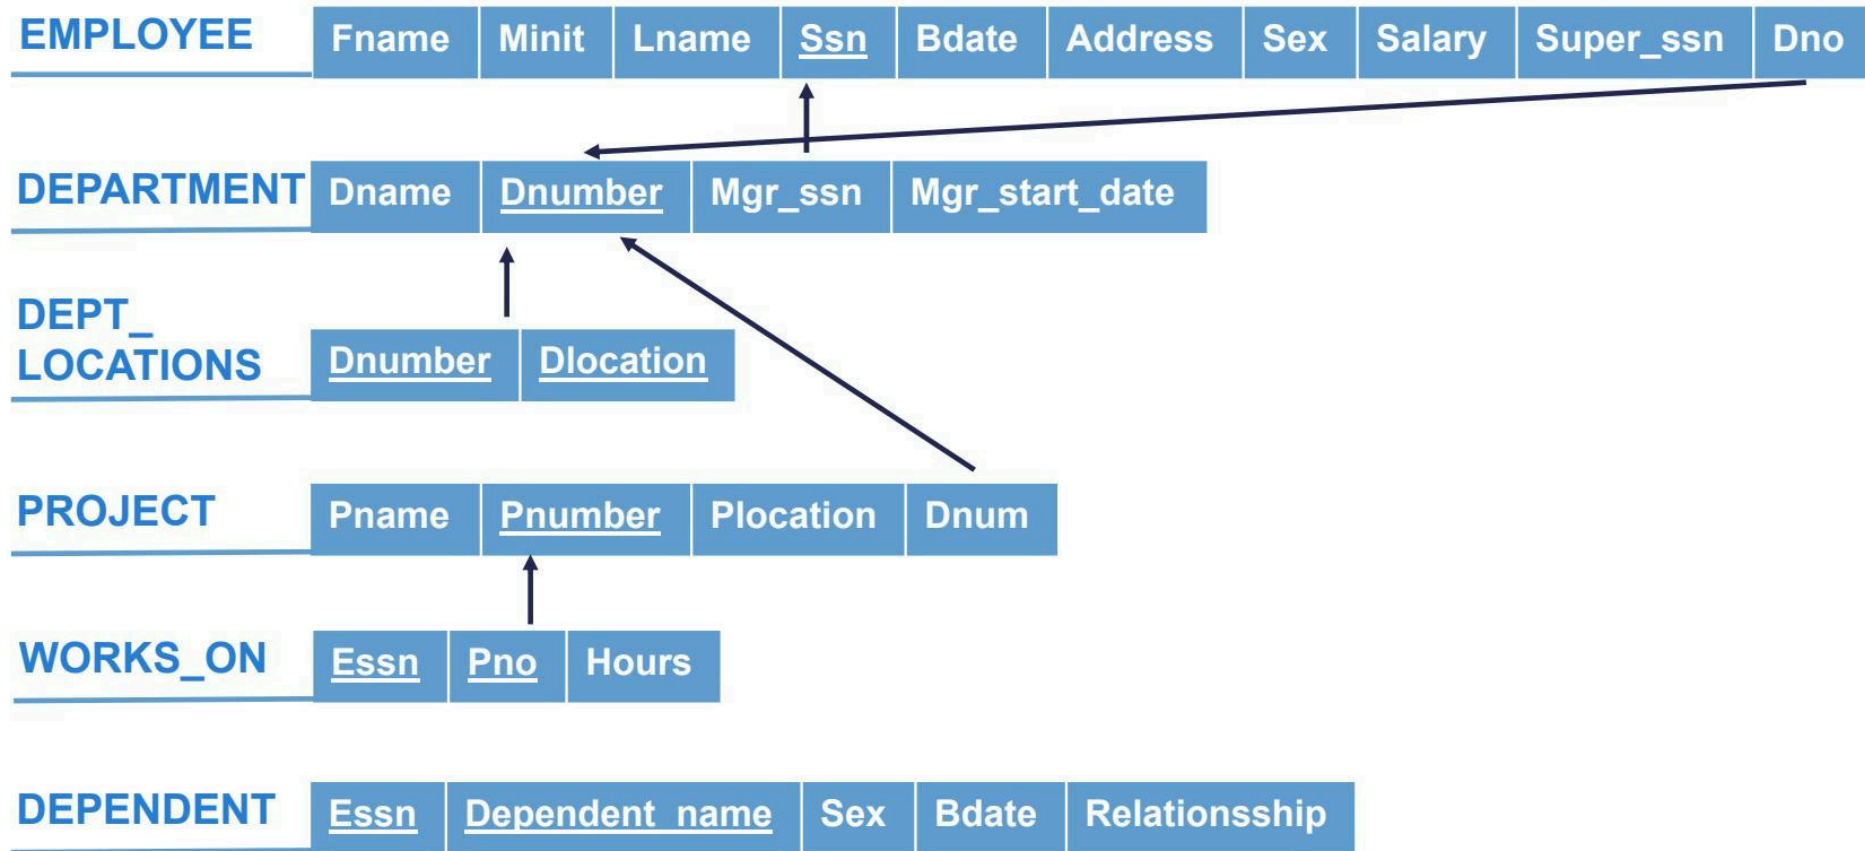 EMPLOYEE Fname Minit Lname Ssn Bdate Address Sex Salary Super_ssn Dno
DEPARTMENT Dname Dnumber Mgr_ssn Mgr_start_date
DEPT_
LOCATIONS Dnumber Dlocation
PROJECT Pname Pnumber Plocation Dnum
WORKS_ON Essn Pno Hours
DEPENDENT Essn Dependent_name Sex Bdate Relationsship